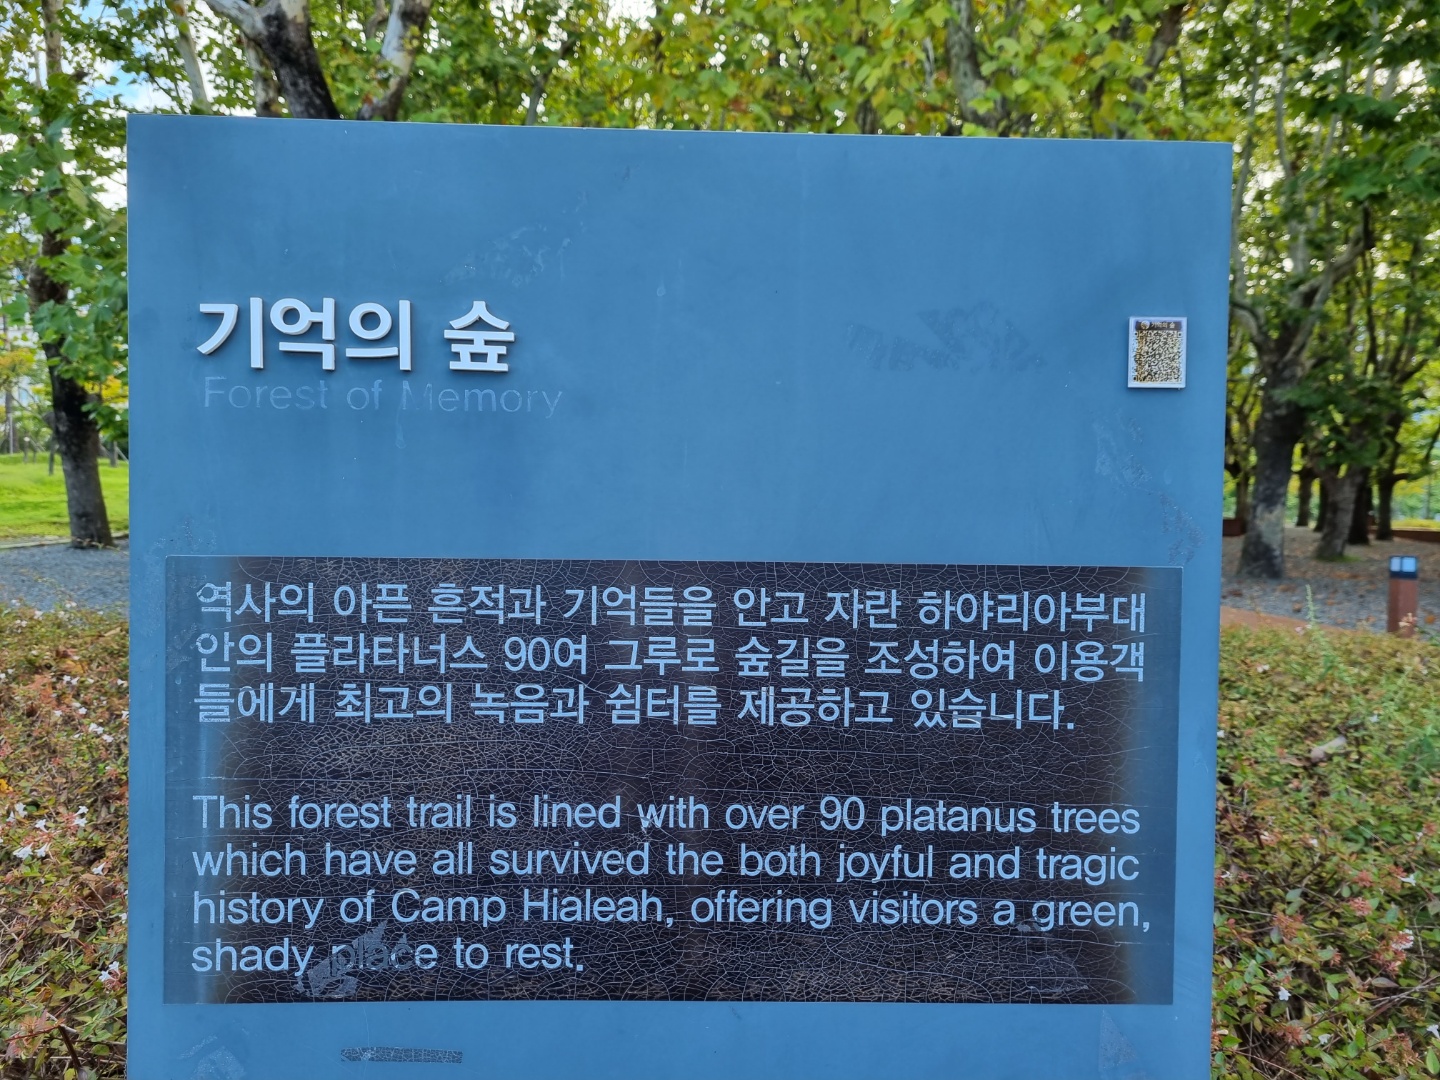 기억의 숲
Forest of Memory
기억의 숲
역사의 아픈 흔적과 기억들을 안고 자란 하야리아부대
안의 플라타너스 90여 그루로 숲길을 조성하여 이용객
들에게 최고의 녹음과 쉼터를 제공하고 있습니다.
This forest trail is lined with over 90 platanus trees
which have all survived the both joyful and tragic
history of Camp Hialeah, offering visitors a green,
shady place to rest.